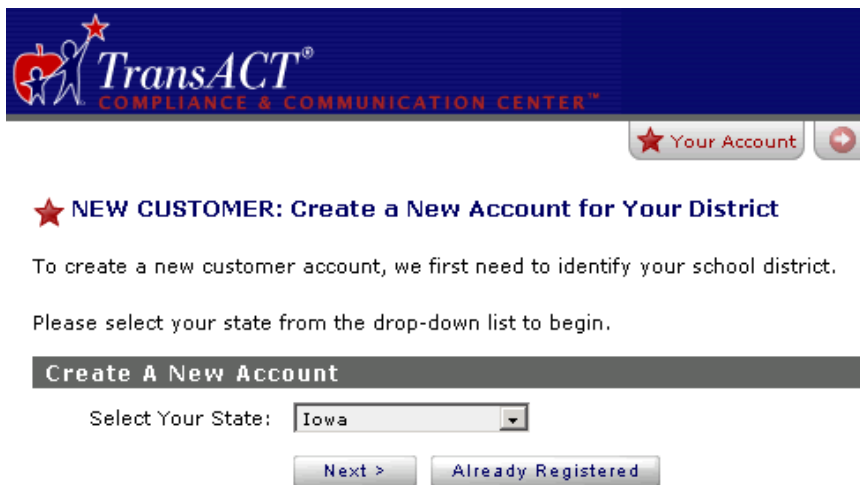 TransACT®
COMPLIANCE & COMMUNICATION CENTER™
Your Account
NEW CUSTOMER: Create a New Account for Your District
To create a new customer account, we first need to identify your school district.
Please select your state from the drop-down list to begin.
Create A New Account
Select Your State: Iowa
Next > Already Registered